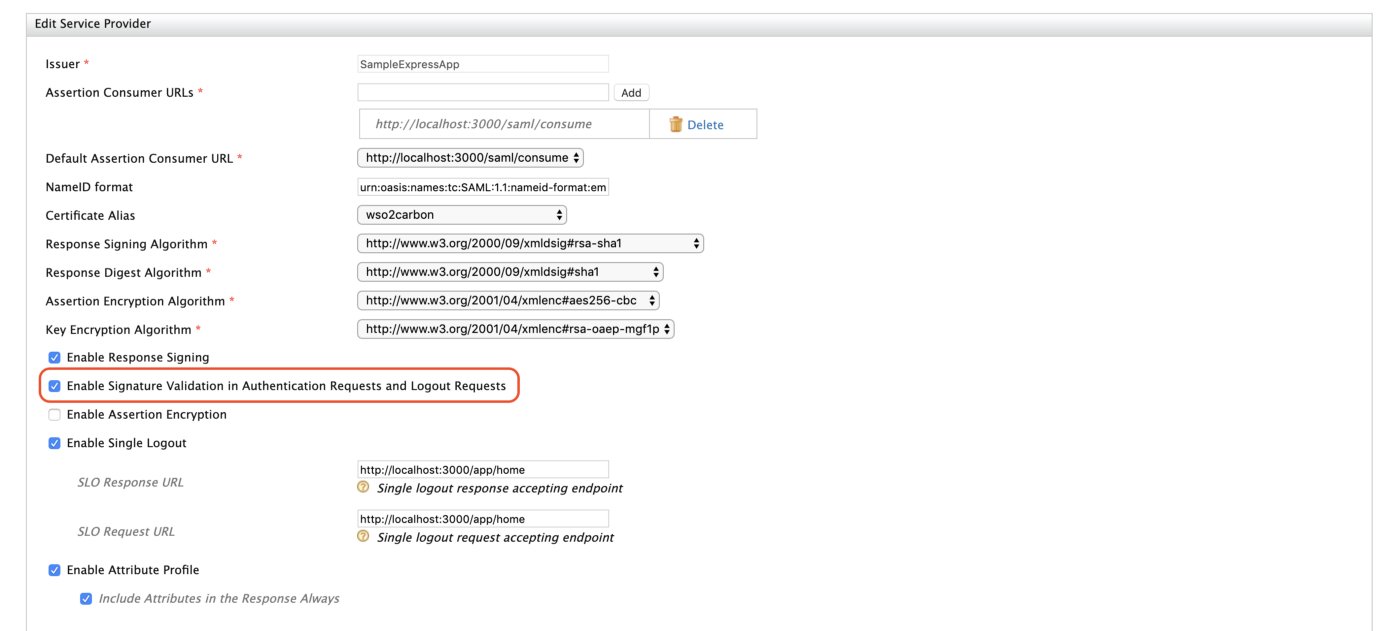 Edit Service Provider
Issuer * SampleExpressApp
Assertion Consumer URLs * Add
http://localhost:3000/saml/consume Delete
Default Assertion Consumer URL * http://localhost:3000/saml/consume
NameID format urn:oasis:names:tc:SAML:1.1:nameid-format:em
Certificate Alias wso2carbon
Response Signing Algorithm * http://www.w3.org/2000/09/xmldsig#rsa-sha1
Response Digest Algorithm * http://www.w3.org/2000/09/xmldsig#sha1
Assertion Encryption Algorithm * http://www.w3.org/2001/04/xmlenc#aes256-cbc
Key Encryption Algorithm * http://www.w3.org/2001/04/xmlenc#rsa-oaep-mgf1p
Enable Response Signing
Enable Signature Validation in Authentication Requests and Logout Requests
Enable Assertion Encryption
Enable Single Logout
http://localhost:3000/app/home
SLO Response URL
? Single logout response accepting endpoint
http://localhost:3000/app/home
SLO Request URL
? Single logout request accepting endpoint
Enable Attribute Profile
Include Attributes in the Response Always